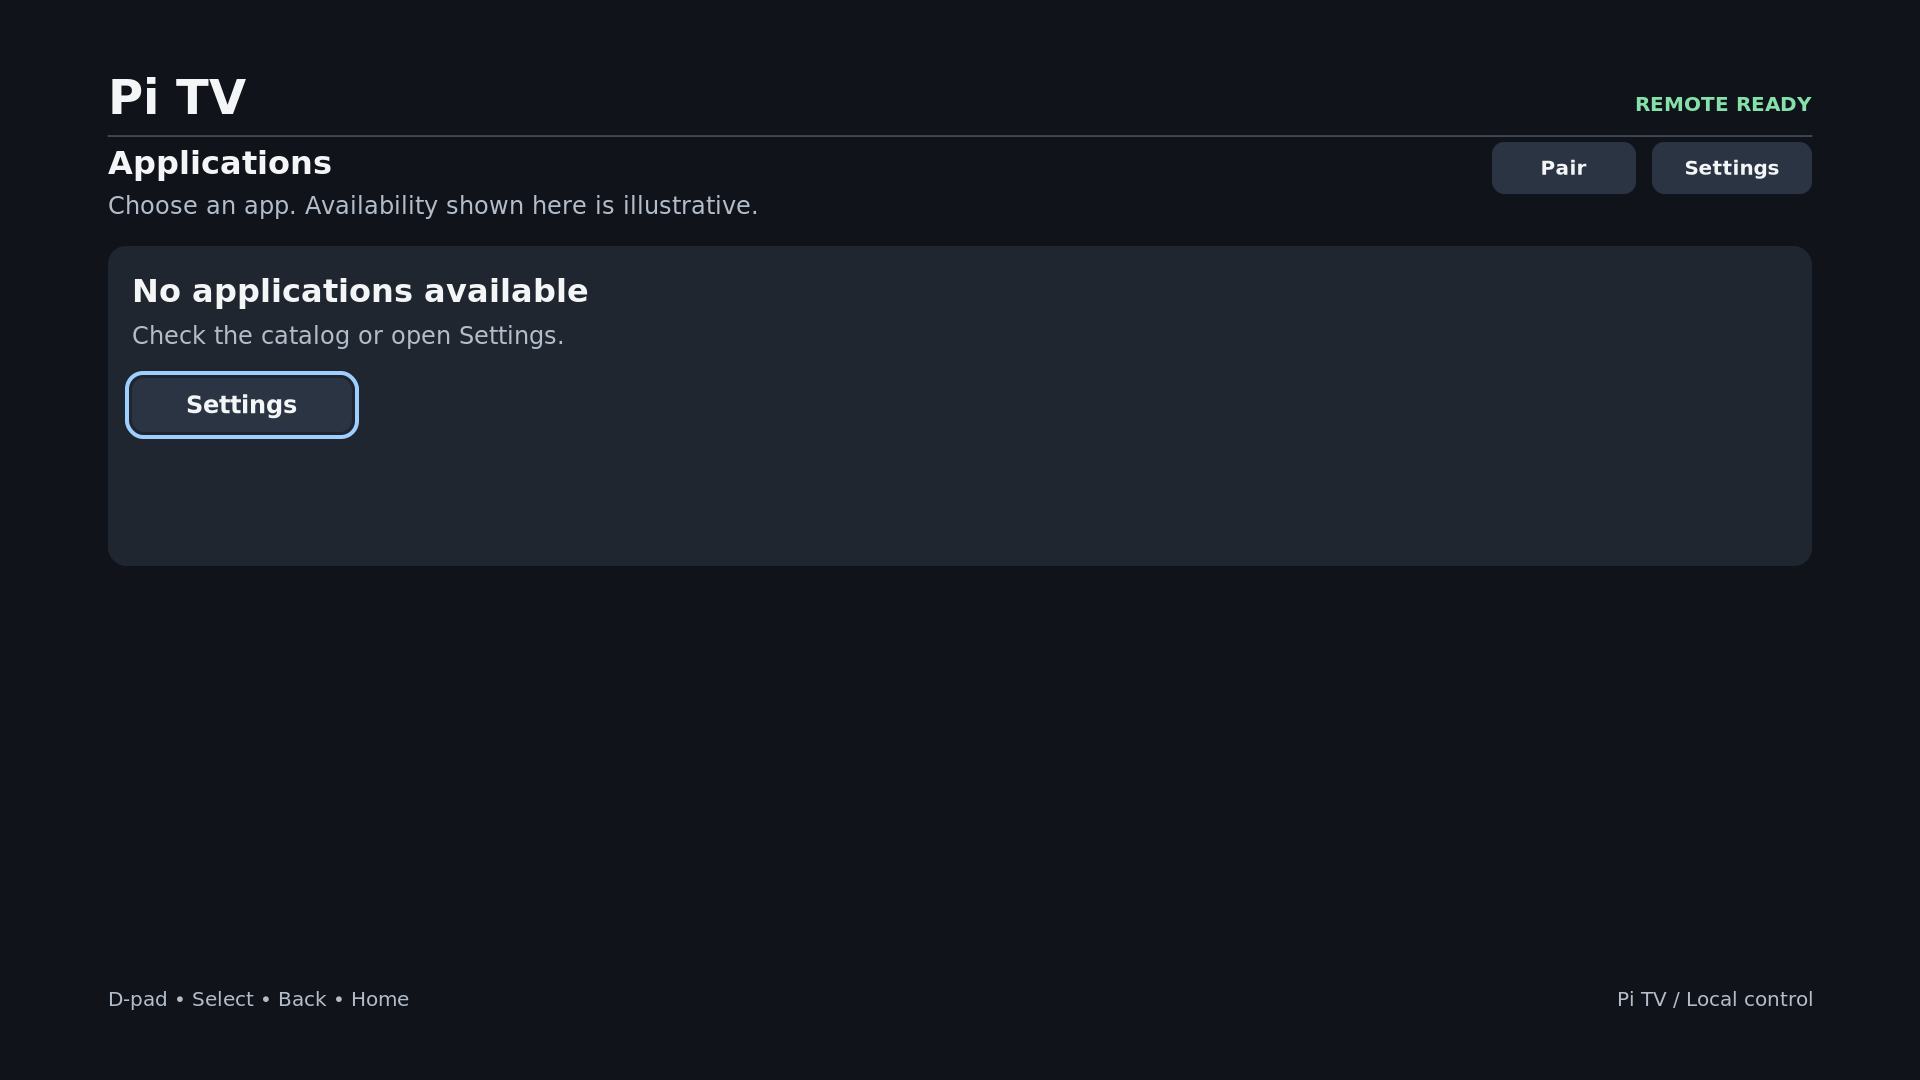 Pi TV
REMOTE READY
Applications
Pair
Settings
Choose an app. Availability shown here is illustrative.
No applications available
Check the catalog or open Settings.
Settings
D-pad • Select • Back • Home
Pi TV / Local control